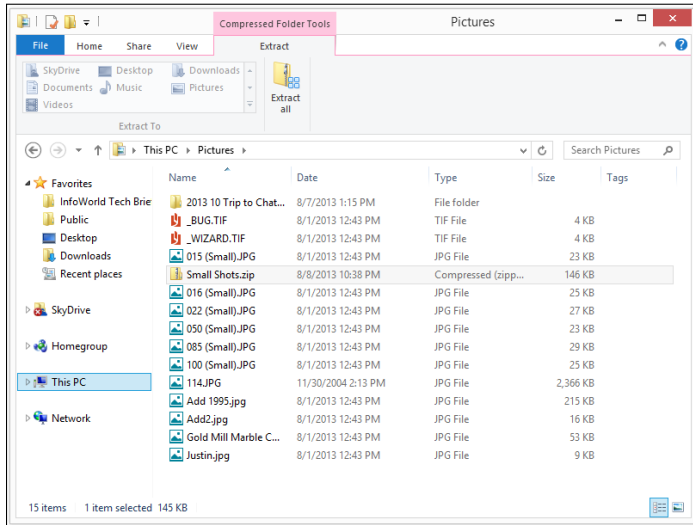 Compressed Folder Tools Pictures
File Home Share View Extract
SkyDrive Desktop Downloads
Documents Music Pictures
Videos
Extract all
Extract To
This PC Pictures Search Pictures
Name Date Type Size Tags
Favorites
InfoWorld Tech Brie
Public
Desktop
Downloads
Recent places
SkyDrive
Homegroup
This PC
Network
2013 10 Trip to Chat... 8/7/2013 1:15 PM File folder
_BUG.TIF 8/1/2013 12:43 PM TIF File 4 KB
_WIZARD.TIF 8/1/2013 12:43 PM TIF File 4 KB
015 (Small).JPG 8/1/2013 12:43 PM JPG File 23 KB
Small Shots.zip 8/8/2013 10:38 PM Compressed (zipp... 146 KB
016 (Small).JPG 8/1/2013 12:43 PM JPG File 25 KB
022 (Small).JPG 8/1/2013 12:43 PM JPG File 27 KB
050 (Small).JPG 8/1/2013 12:43 PM JPG File 23 KB
085 (Small).JPG 8/1/2013 12:43 PM JPG File 29 KB
100 (Small).JPG 8/1/2013 12:43 PM JPG File 25 KB
114.JPG 11/30/2004 2:13 PM JPG File 2,366 KB
Add 1995.jpg 8/1/2013 12:43 PM JPG File 215 KB
Add2.jpg 8/1/2013 12:43 PM JPG File 16 KB
Gold Mill Marble C... 8/1/2013 12:43 PM JPG File 53 KB
Justin.jpg 8/1/2013 12:43 PM JPG File 9 KB
15 items 1 item selected 145 KB